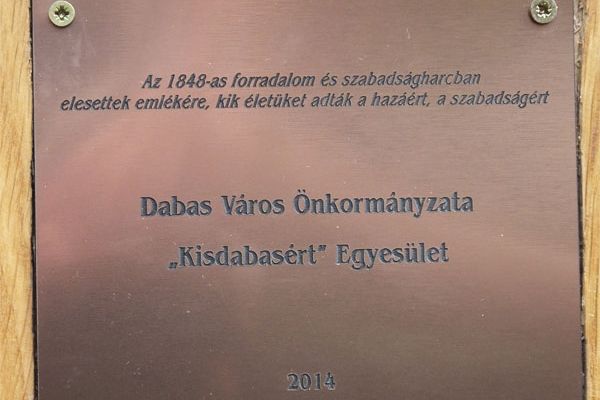 Az 1848-as forradalom és szabadságharcban
elesettek emlékére, kik életüket adták a hazáért, a szabadságért
Dabas Város Önkormányzata
„Kisdabasért” Egyesület
2014